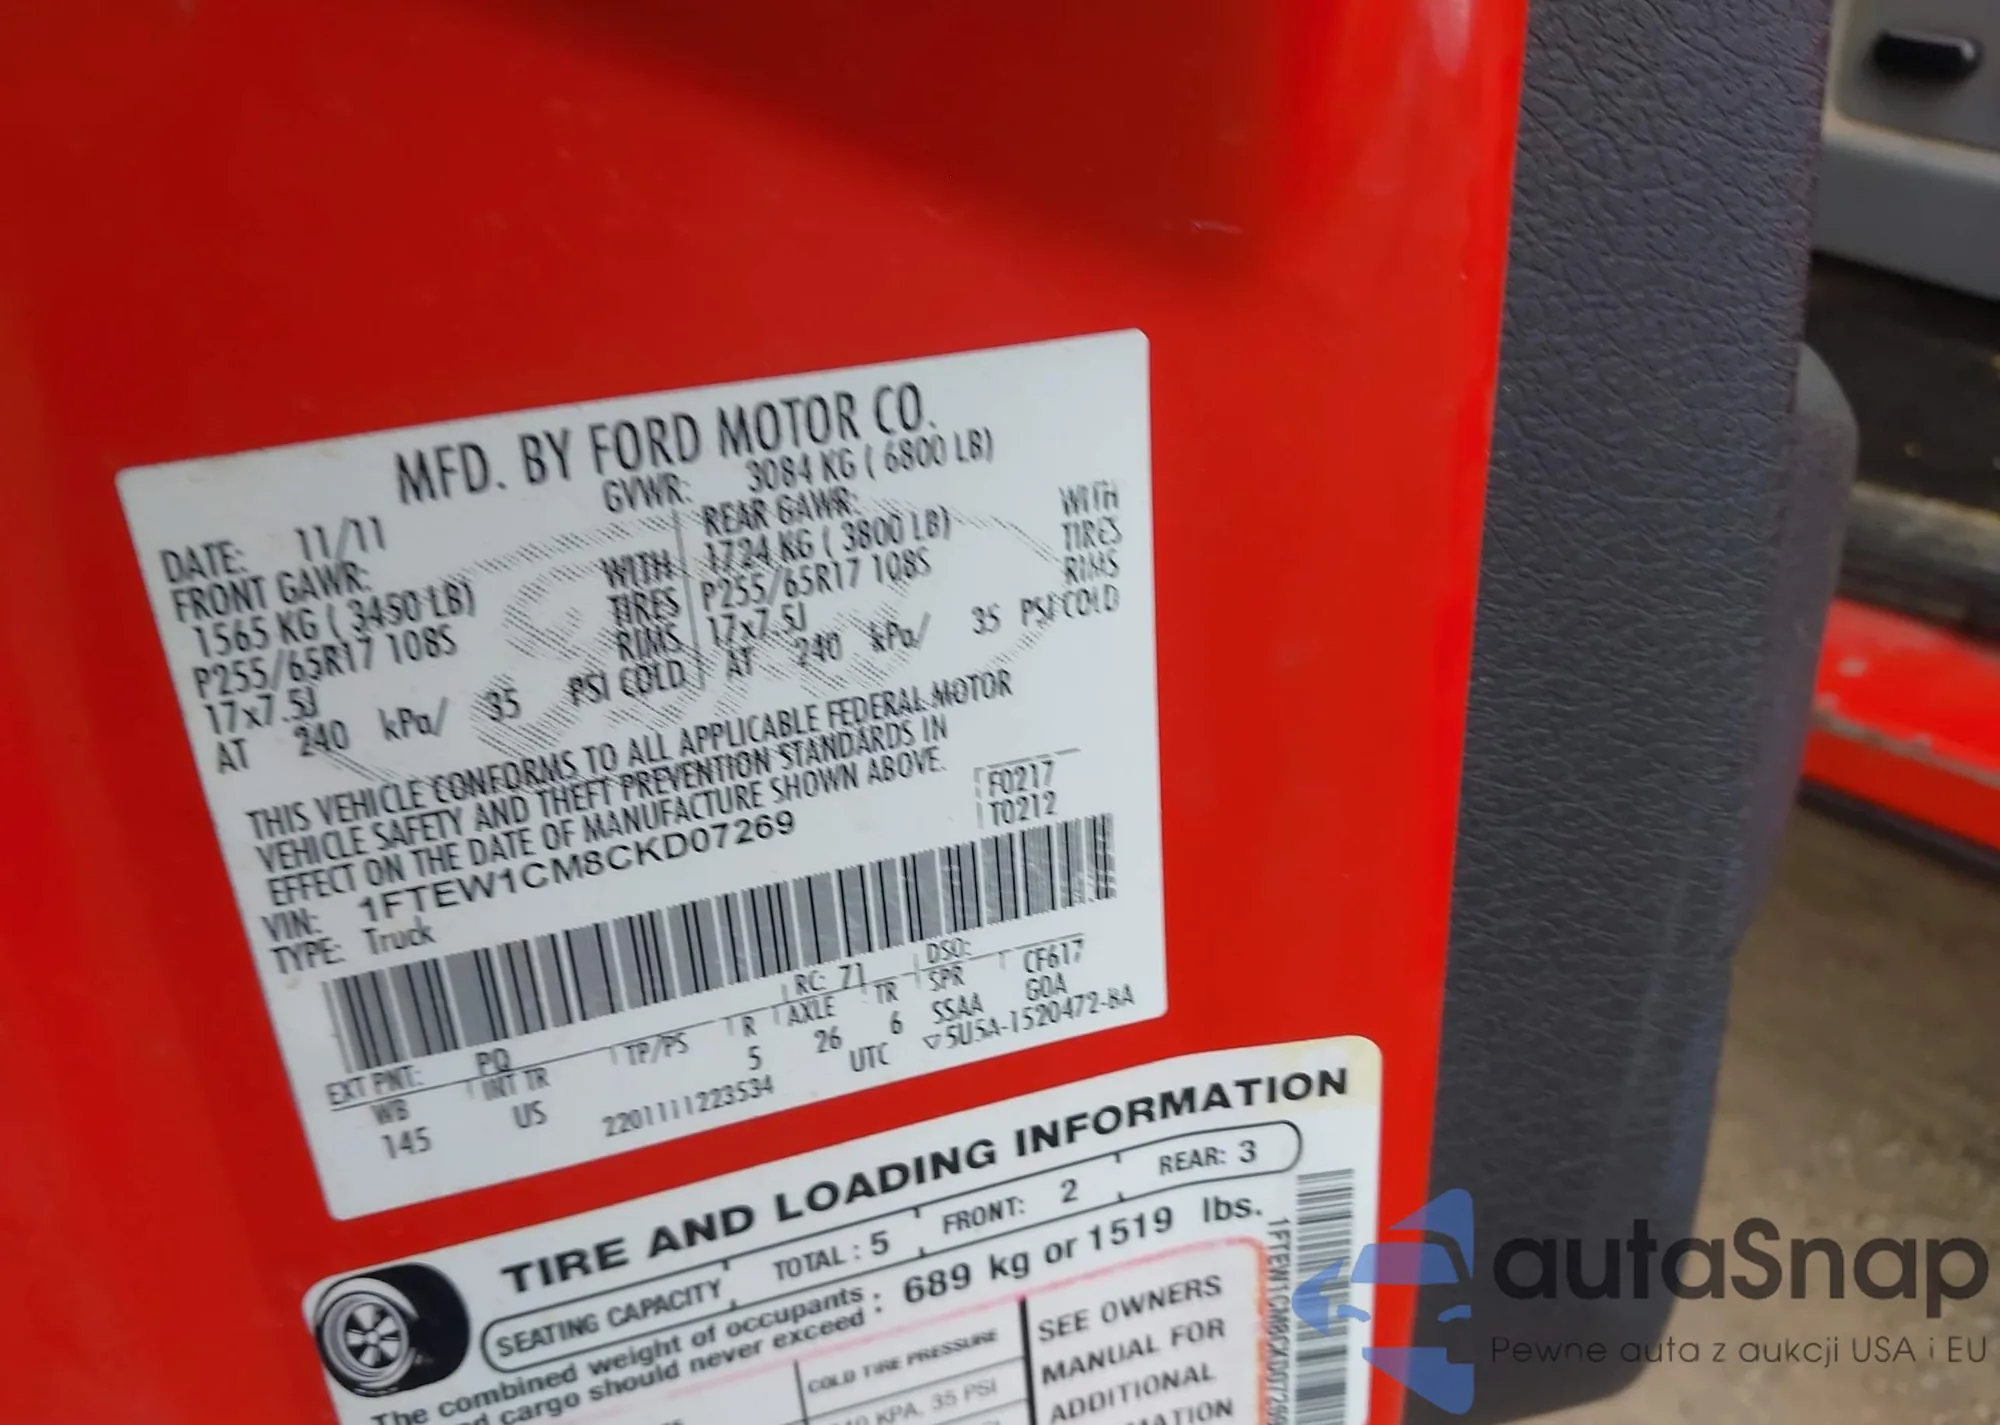 MFD. BY FORD MOTOR CO.
DATE: 11/11 GVWR: 3084 KG ( 6800 LB)
FRONT GAWR: REAR GAWR:
1565 KG ( 3450 LB) WITH 1724 KG ( 3800 LB) WITH
P255/65R17 108S TIRES P255/65R17 108S TIRES
17x7.5J RIMS 17x7.5J RIMS
AT 240 kPa/ 35 PSI COLD AT 240 kPa/ 35 PSI COLD
THIS VEHICLE CONFORMS TO ALL APPLICABLE FEDERAL MOTOR
VEHICLE SAFETY AND THEFT PREVENTION STANDARDS IN
EFFECT ON THE DATE OF MANUFACTURE SHOWN ABOVE.
VIN: 1FTEW1CM8CKD07269 F0217
TYPE: Truck T0212
EXT PNT: PQ RC: 71 DSO: CF617
WB INT TR TP/PS R AXLE TR SPR G0A
145 US 5 26 6 SSAA
2201111223534 UTC ▽5U5A-1520472-BA
TIRE AND LOADING INFORMATION
SEATING CAPACITY TOTAL : 5 FRONT: 2 REAR: 3
The combined weight of occupants
cargo should never exceed : 689 kg or 1519 lbs.
COLD TIRE PRESSURE
KPA, 35 PSI
SEE OWNERS
MANUAL FOR
ADDITIONAL
autaSnap
Pewne auta z aukcji USA i EU